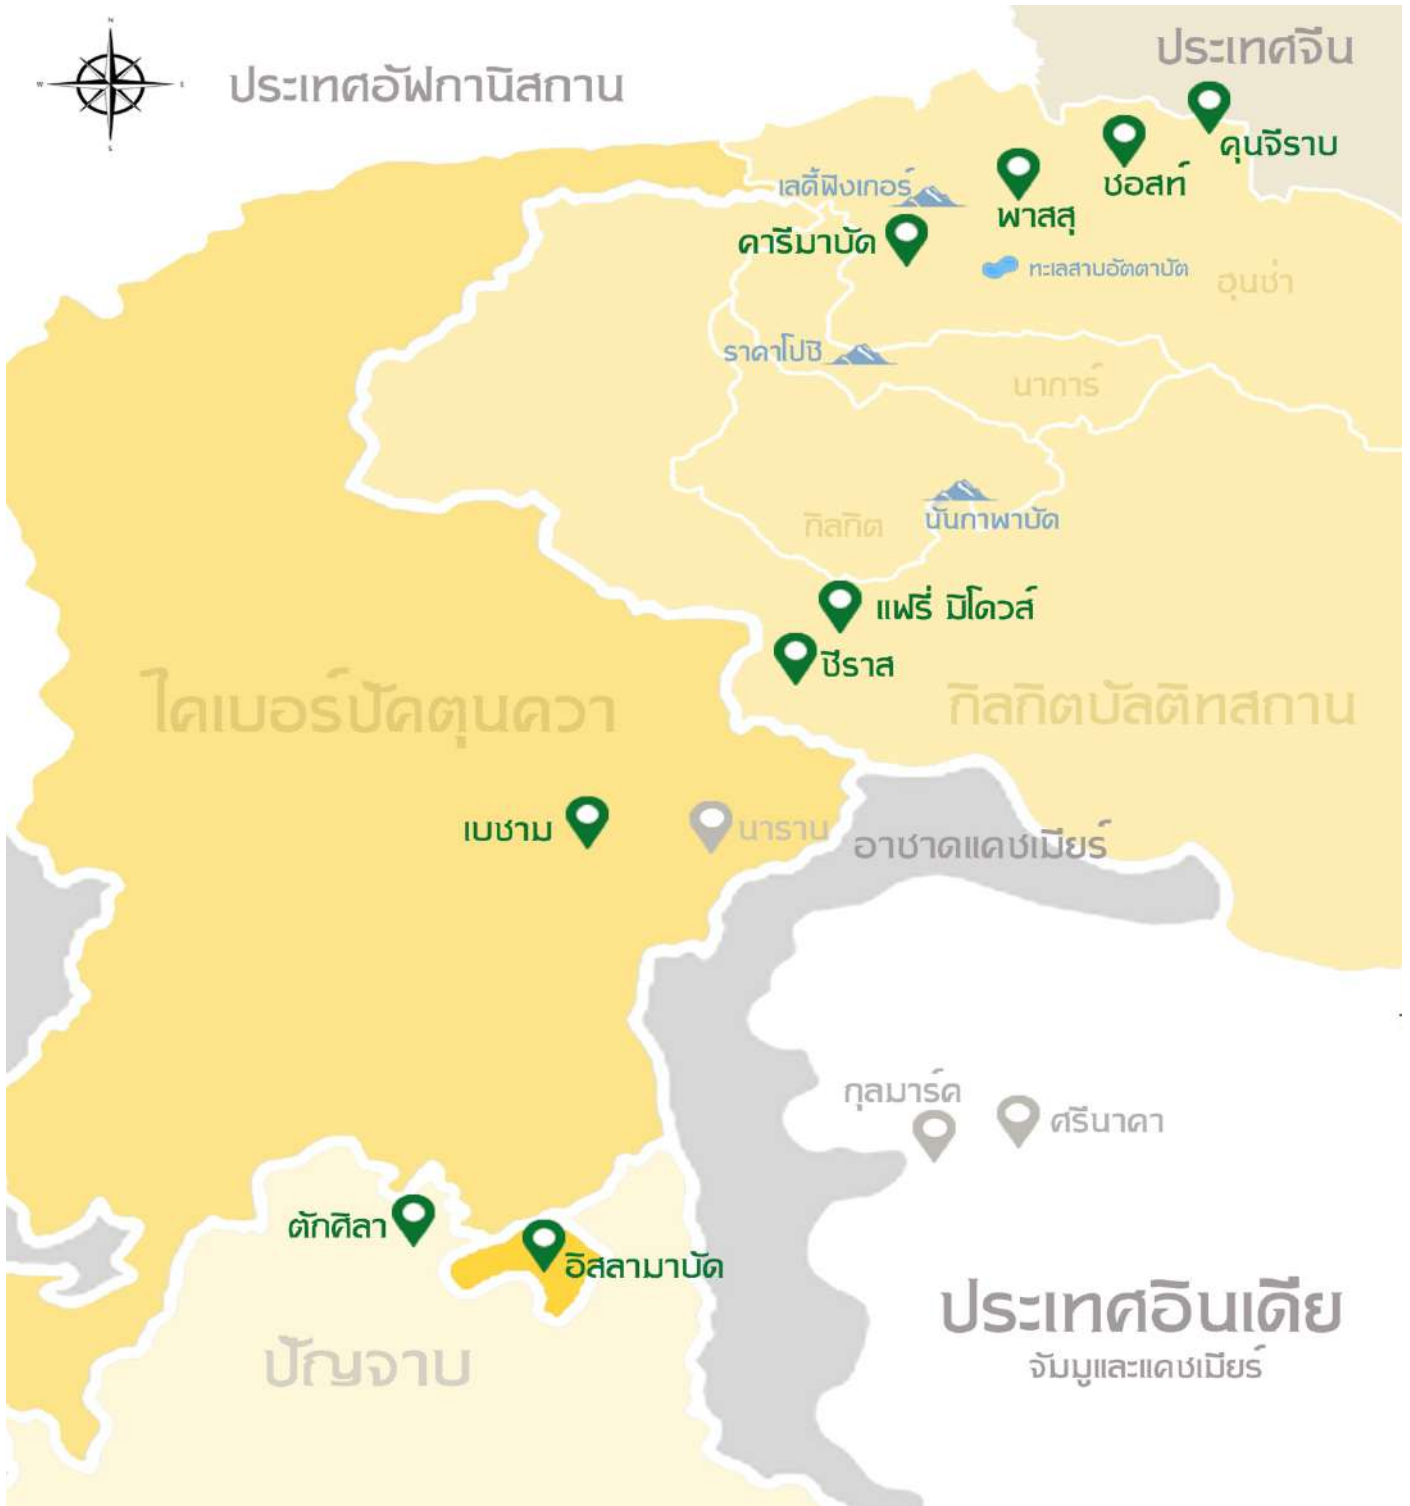 N
W
E
S
ประเทศอัฟกานิสถาน
ประเทศจีน
คุนจีราบ
ซอสท์
พาสสุ
เลดี้ฟิงเกอร์
คารีมาบัด
ทะเลสาบอัตตาบัต
ฮุนซ่า
ราคาโปชิ
นาการ์
กิลกิต
นันกาพาบัด
แฟรี่ มีโดวส์
ชีราส
ไคเบอร์ปัคตุนควา
กิลกิตบัลติทสถาน
เบชาม
นาราน
อาซาดแคชเมียร์
กุลมาร์ค
ศรีนาคา
ตักศิลา
อิสลามาบัด
ประเทศอินเดีย
จัมมูและแคชเมียร์
ปัญจาบ